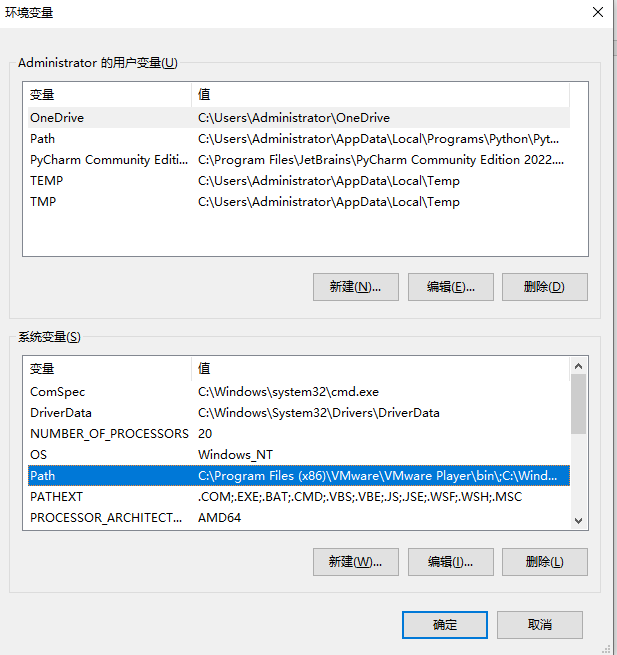 环境变量
Administrator 的用户变量(U)
变量 值
OneDrive C:\Users\Administrator\OneDrive
Path C:\Users\Administrator\AppData\Local\Programs\Python\Pyt...
PyCharm Community Editi... C:\Program Files\JetBrains\PyCharm Community Edition 2022....
TEMP C:\Users\Administrator\AppData\Local\Temp
TMP C:\Users\Administrator\AppData\Local\Temp
新建(N)... 编辑(E)... 删除(D)
系统变量(S)
变量 值
ComSpec C:\Windows\system32\cmd.exe
DriverData C:\Windows\System32\Drivers\DriverData
NUMBER_OF_PROCESSORS 20
OS Windows_NT
Path C:\Program Files (x86)\VMware\VMware Player\bin\;C:\Wind...
PATHEXT .COM;.EXE;.BAT;.CMD;.VBS;.VBE;.JS;.JSE;.WSF;.WSH;.MSC
PROCESSOR_ARCHITECT... AMD64
新建(W)... 编辑(I)... 删除(L)
确定 取消